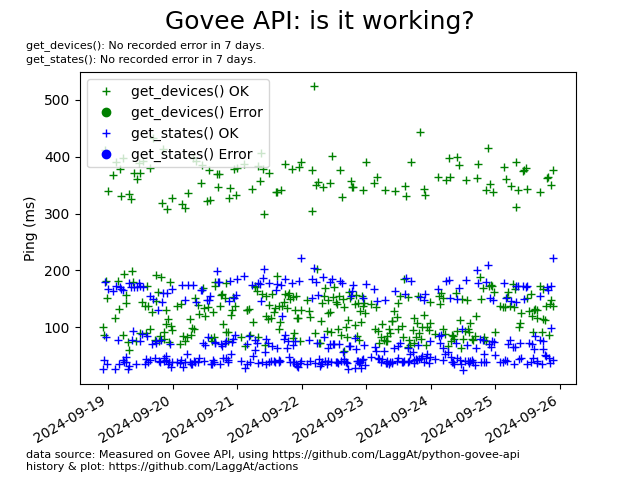 Govee API: is it working?
get_devices(): No recorded error in 7 days.
get_states(): No recorded error in 7 days.
get_devices() OK
get_devices() Error
get_states() OK
get_states() Error
Ping (ms)
500
400
300
200
100
2024-09-19
2024-09-20
2024-09-21
2024-09-22
2024-09-23
2024-09-24
2024-09-25
2024-09-26
data source: Measured on Govee API, using https://github.com/LaggAt/python-govee-api
history & plot: https://github.com/LaggAt/actions